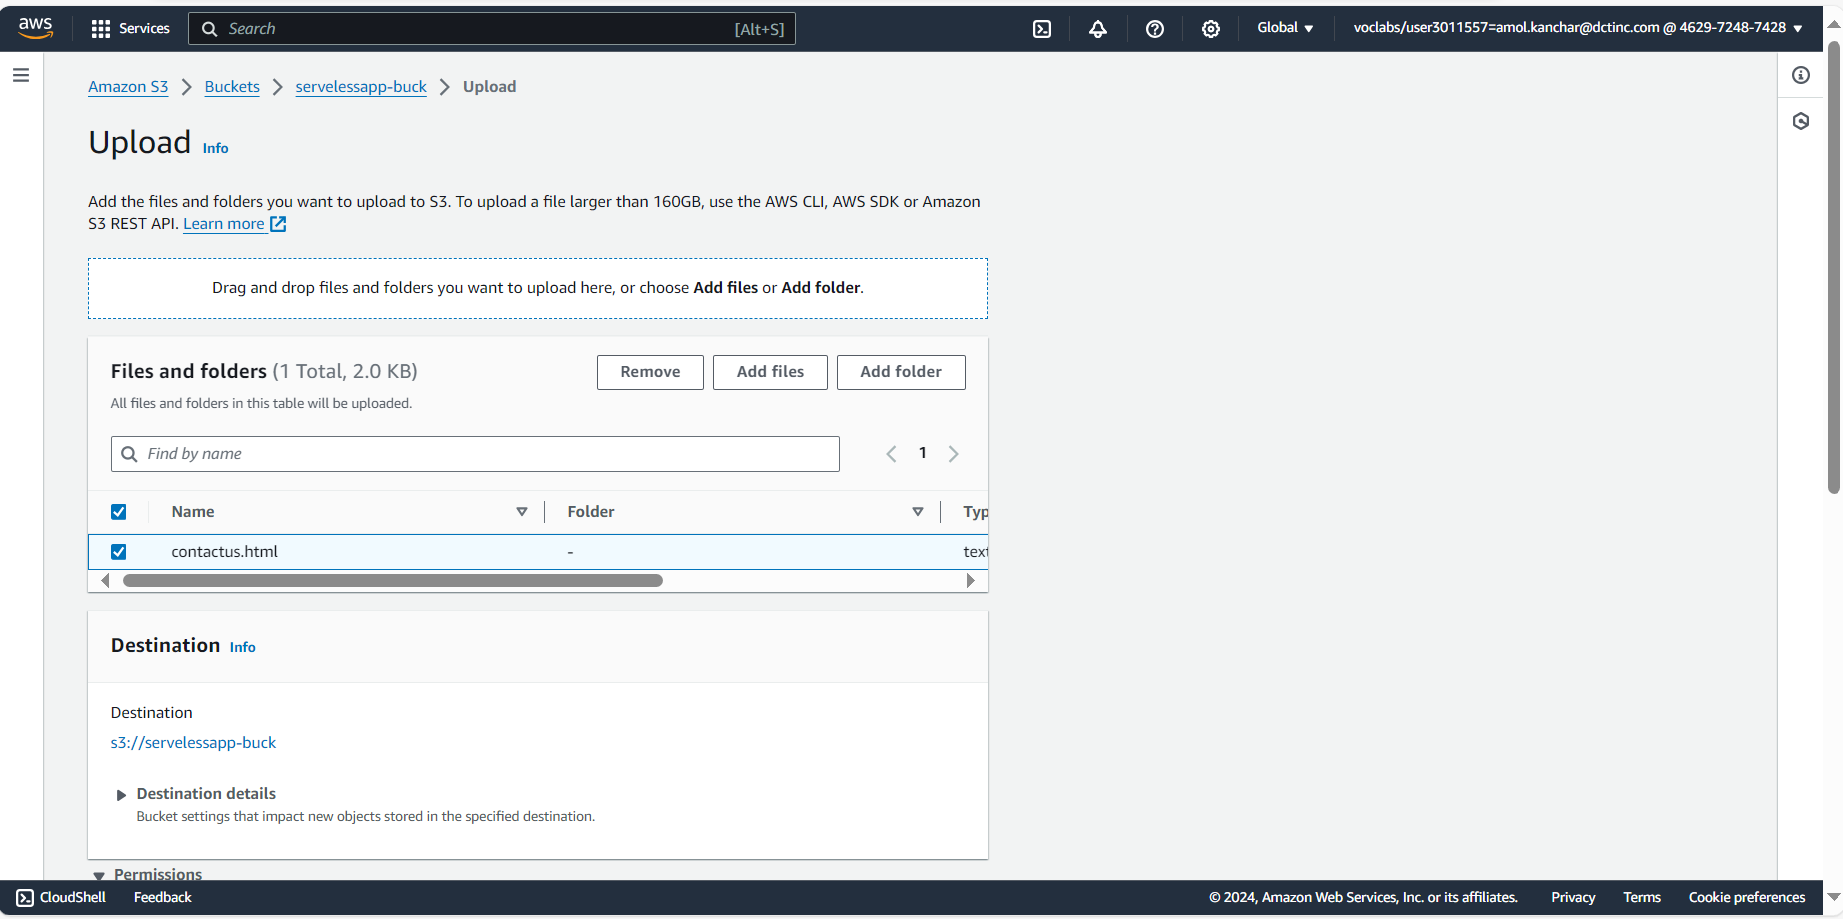 aws
Services
Search
[Alt+S]
Global
voclabs/user3011557=amol.kanchar@dctinc.com @ 4629-7248-7428
Amazon S3
Buckets
servelessapp-buck
Upload
Upload
Info
Add the files and folders you want to upload to S3. To upload a file larger than 160GB, use the AWS CLI, AWS SDK or Amazon
S3 REST API. Learn more
Drag and drop files and folders you want to upload here, or choose Add files or Add folder.
Files and folders (1 Total, 2.0 KB)
Remove
Add files
Add folder
All files and folders in this table will be uploaded.
Find by name
1
Name
Folder
Typ
contactus.html
-
text
Destination
Info
Destination
s3://servelessapp-buck
Destination details
Bucket settings that impact new objects stored in the specified destination.
Permissions
CloudShell
Feedback
© 2024, Amazon Web Services, Inc. or its affiliates.
Privacy
Terms
Cookie preferences